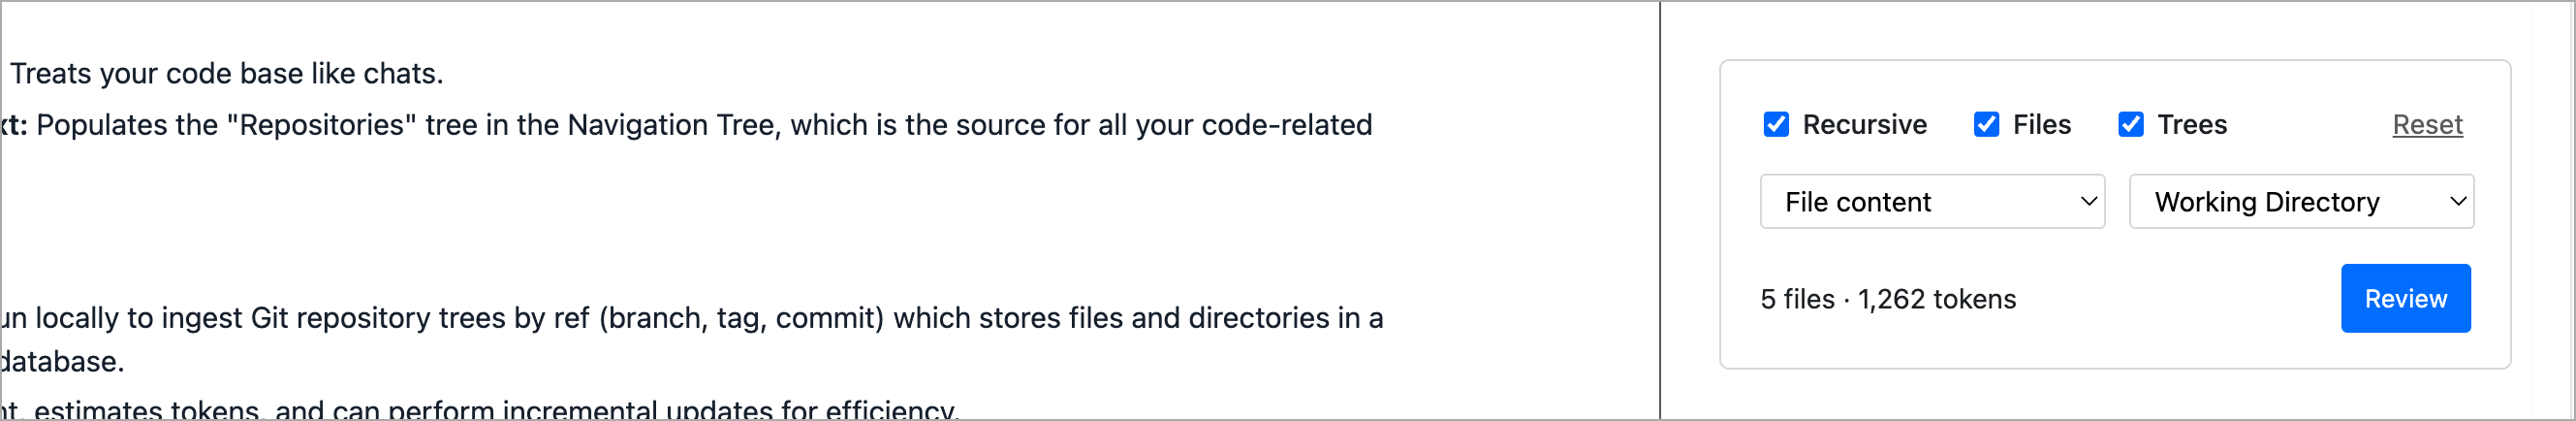 Treats your code base like chats.
xt: Populates the "Repositories" tree in the Navigation Tree, which is the source for all your code-related
un locally to ingest Git repository trees by ref (branch, tag, commit) which stores files and directories in a
database.
nt, estimates tokens, and can perform incremental updates for efficiency.
Recursive Files Trees Reset
File content Working Directory
5 files · 1,262 tokens Review